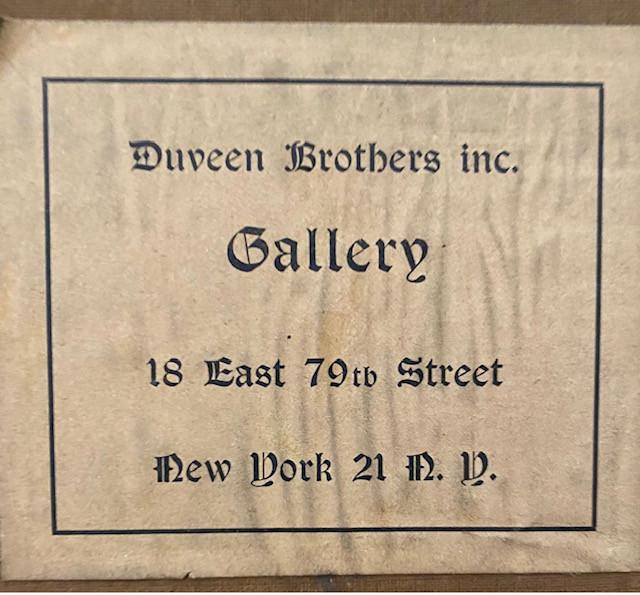 Duveen Brothers inc.
Gallery
18 East 79th Street
New York 21 N. Y.